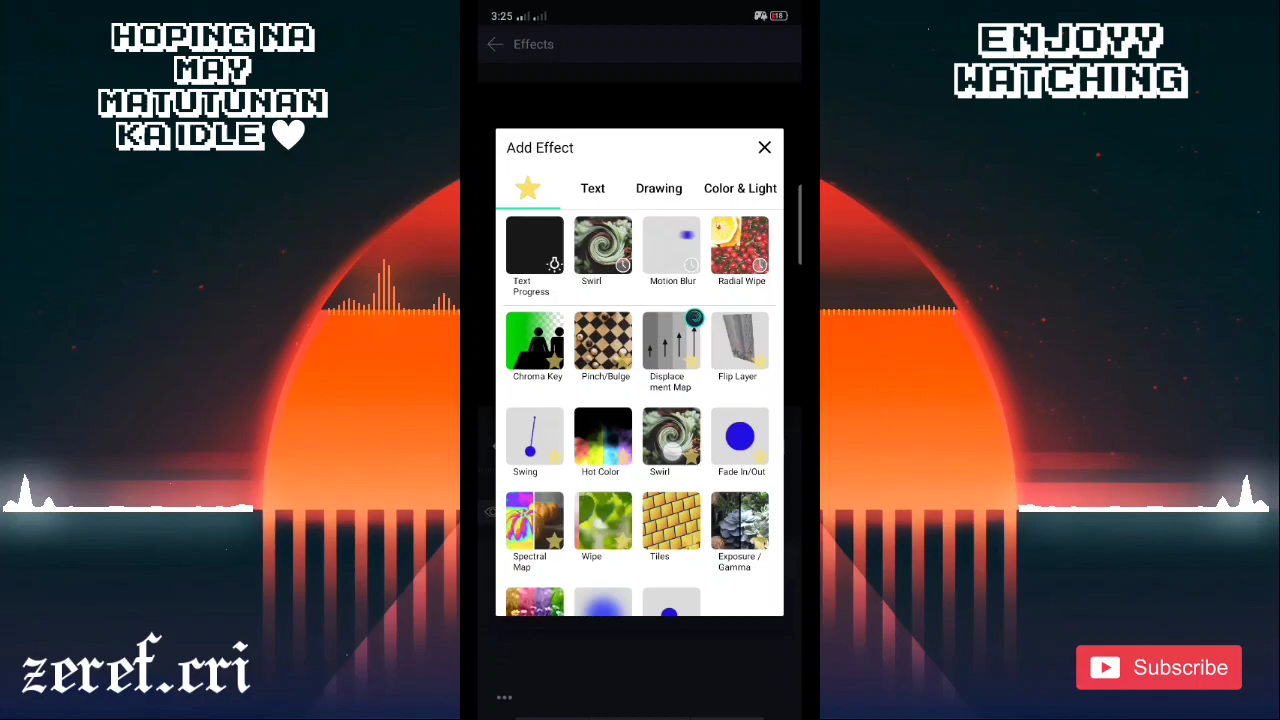 HOPING NA
MAY
MATUTUNAN
KA IDLE
ENJOYY
WATCHING
3:25
18
Effects
Add Effect
Text
Drawing
Color & Light
Text
Progress
Swirl
Motion Blur
Radial Wipe
Chroma Key
Pinch/Bulge
Displace
ment Map
Flip Layer
Swing
Hot Color
Swirl
Fade In/Out
Spectral
Map
Wipe
Tiles
Exposure /
Gamma
zeref.cri
Subscribe